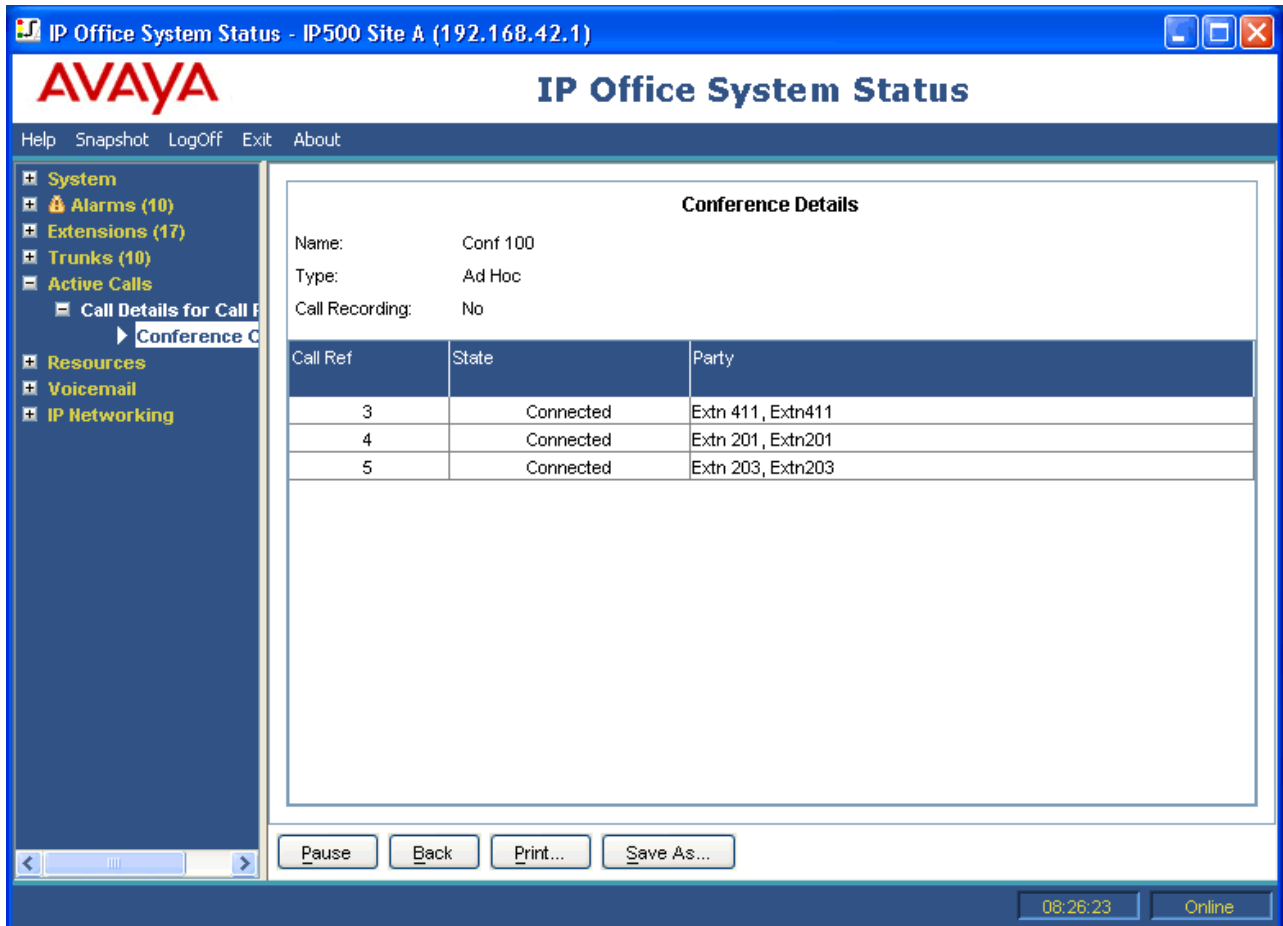 IP Office System Status - IP500 Site A (192.168.42.1)
AVAYA
IP Office System Status
Help Snapshot LogOff Exit About
System
Alarms (10)
Extensions (17)
Trunks (10)
Active Calls
Call Details for Call
Conference
Resources
Voicemail
IP Networking
Conference Details
Name: Conf 100
Type: Ad Hoc
Call Recording: No
Call Ref State Party
3 Connected Extn 411, Extn411
4 Connected Extn 201, Extn201
5 Connected Extn 203, Extn203
Pause Back Print... Save As...
08:26:23 Online